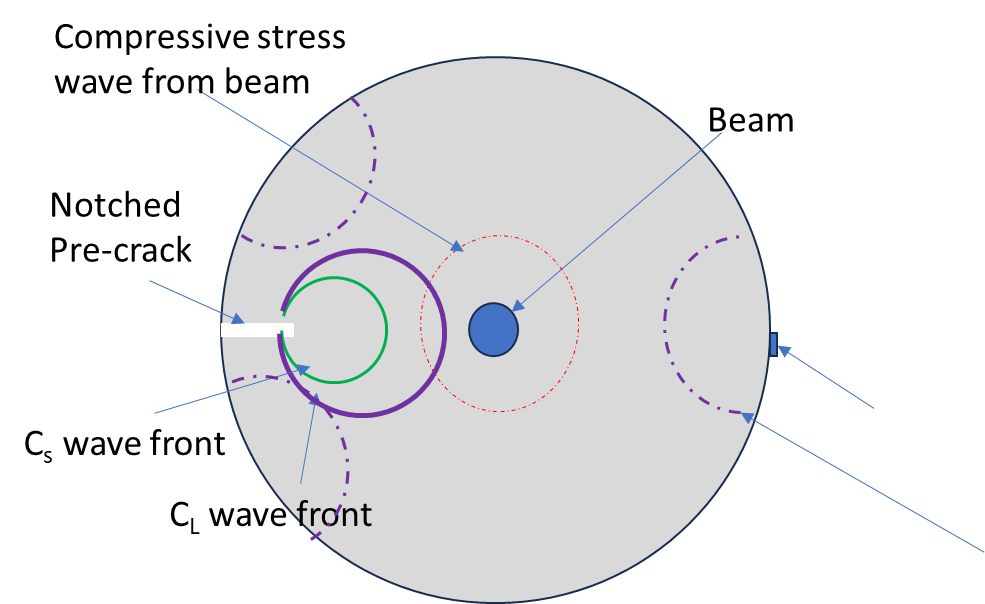 Compressive stress
wave from beam
Beam
Notched
Pre-crack
Cs wave front
CL wave front